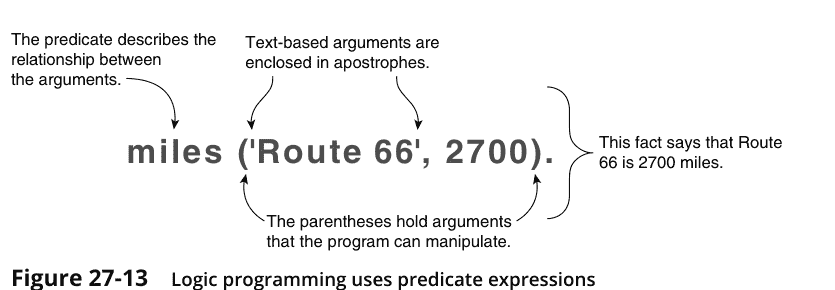 The predicate describes the
relationship between
the arguments.
Text-based arguments are
enclosed in apostrophes.
miles ('Route 66', 2700).
This fact says that Route
66 is 2700 miles.
The parentheses hold arguments
that the program can manipulate.
Figure 27-13 Logic programming uses predicate expressions